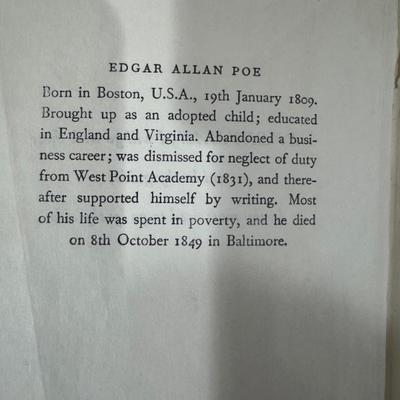 EDGAR ALLAN POE
Born in Boston, U.S.A., 19th January 1809.
Brought up as an adopted child; educated
in England and Virginia. Abandoned a busi-
ness career; was dismissed for neglect of duty
from West Point Academy (1831), and there-
after supported himself by writing. Most
of his life was spent in poverty, and he died
on 8th October 1849 in Baltimore.